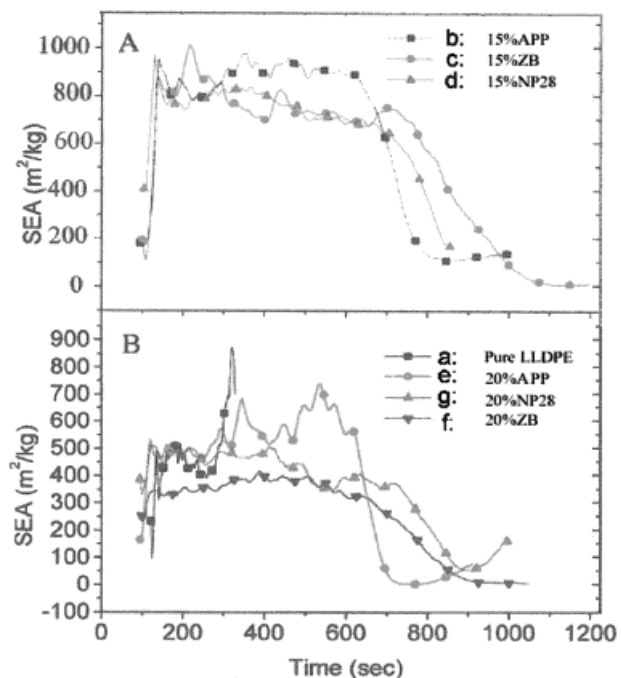 A
b: 15%APP
c: 15%ZB
d: 15%NP28
1000
800
600
400
200
0
SEA (m²/kg)
B
a: Pure LLDPE
e: 20%APP
g: 20%NP28
f: 20%ZB
900
800
700
600
500
400
300
200
100
0
-100
SEA (m²/kg)
0 200 400 600 800 1000 1200
Time (sec)